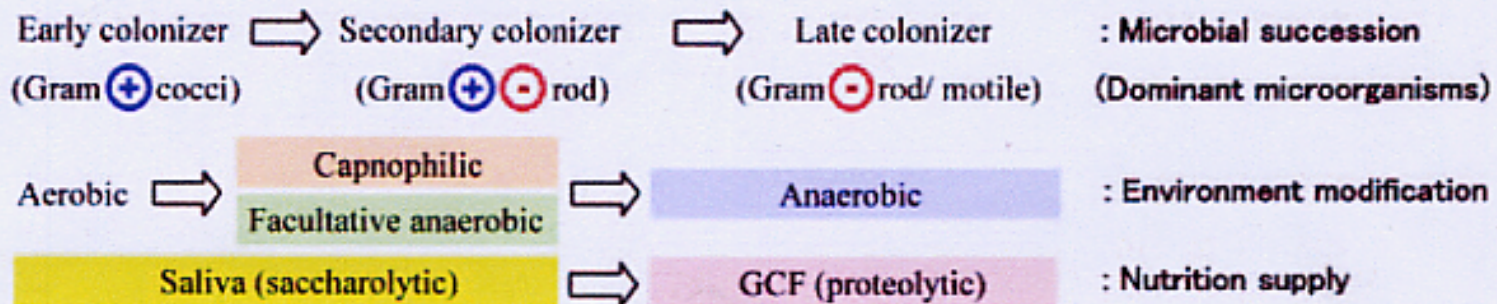 Early colonizer ⇨ Secondary colonizer ⇨ Late colonizer : Microbial succession
(Gram + cocci) (Gram + - rod) (Gram - rod/ motile) (Dominant microorganisms)
Capnophilic
Aerobic ⇨ ⇨ Anaerobic : Environment modification
Facultative anaerobic
Saliva (saccharolytic) ⇨ GCF (proteolytic) : Nutrition supply